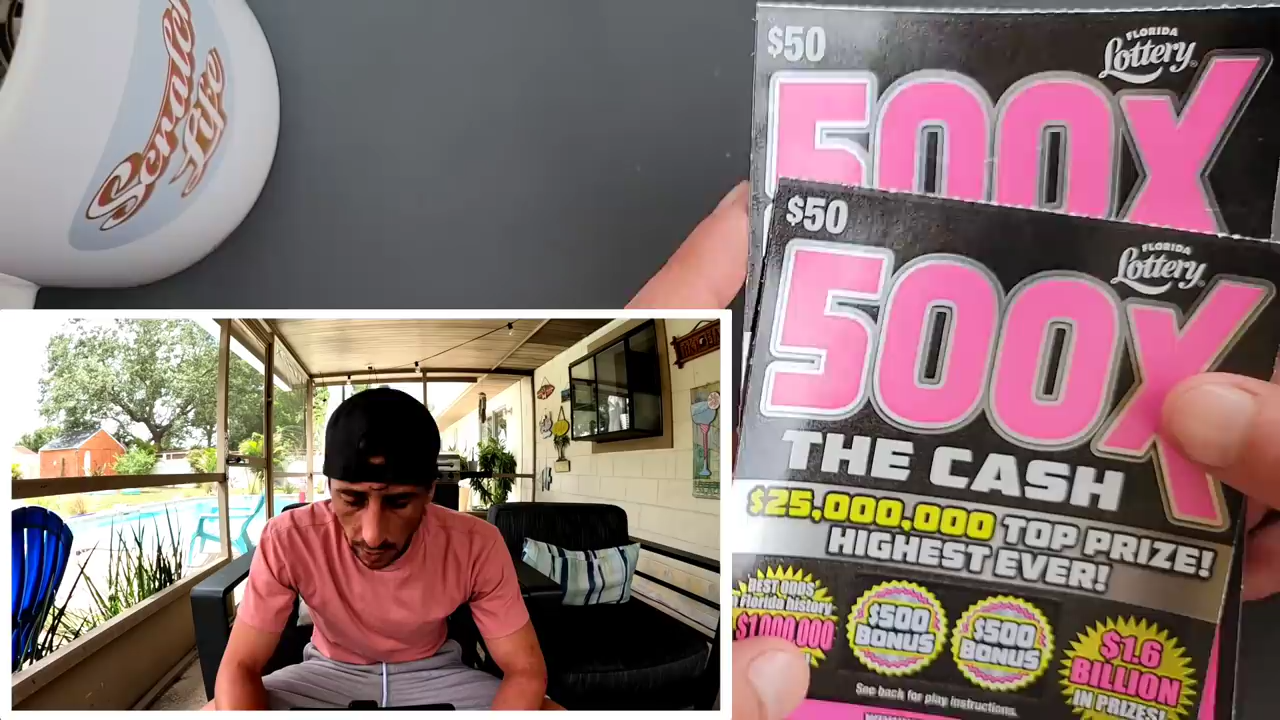 Scratch
Life
$50
FLORIDA
Lottery
500X
$50
FLORIDA
Lottery
500X
THE CASH
$25,000,000 TOP PRIZE!
HIGHEST EVER!
BEST ODDS
in Florida history
$1,000,000
$500
BONUS
$500
BONUS
$1.6
BILLION
IN PRIZES!
See back for play instructions.